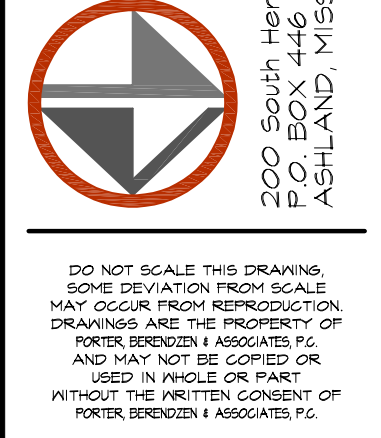 200 South Her
P.O. BOX 446
ASHLAND, MISS
DO NOT SCALE THIS DRAWING,
SOME DEVIATION FROM SCALE
MAY OCCUR FROM REPRODUCTION.
DRAWINGS ARE THE PROPERTY OF
PORTER, BERENDZEN & ASSOCIATES, P.C.
AND MAY NOT BE COPIED OR
USED IN WHOLE OR PART
WITHOUT THE WRITTEN CONSENT OF
PORTER, BERENDZEN & ASSOCIATES, P.C.